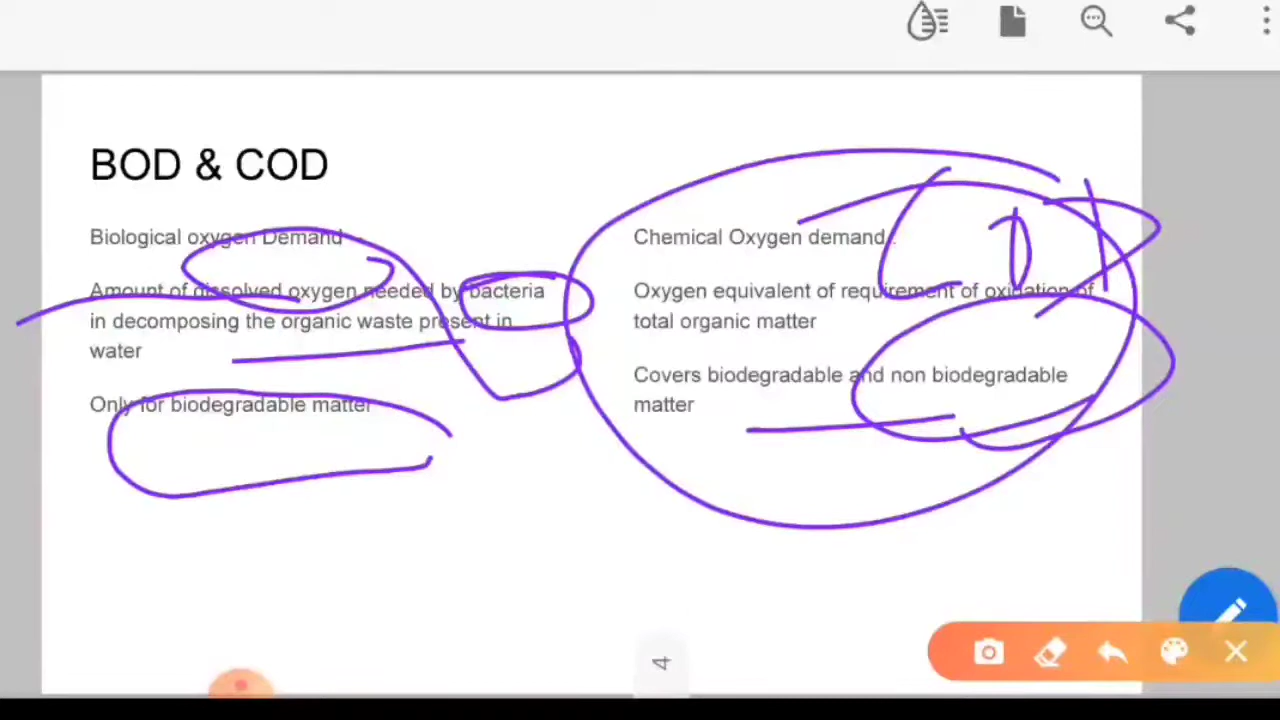 BOD & COD
Biological oxygen Demand
Amount of dissolved oxygen needed by bacteria
in decomposing the organic waste present in
water
Only for biodegradable matter
Chemical Oxygen demand.
Oxygen equivalent of requirement of oxidation of
total organic matter
Covers biodegradable and non biodegradable
matter
4